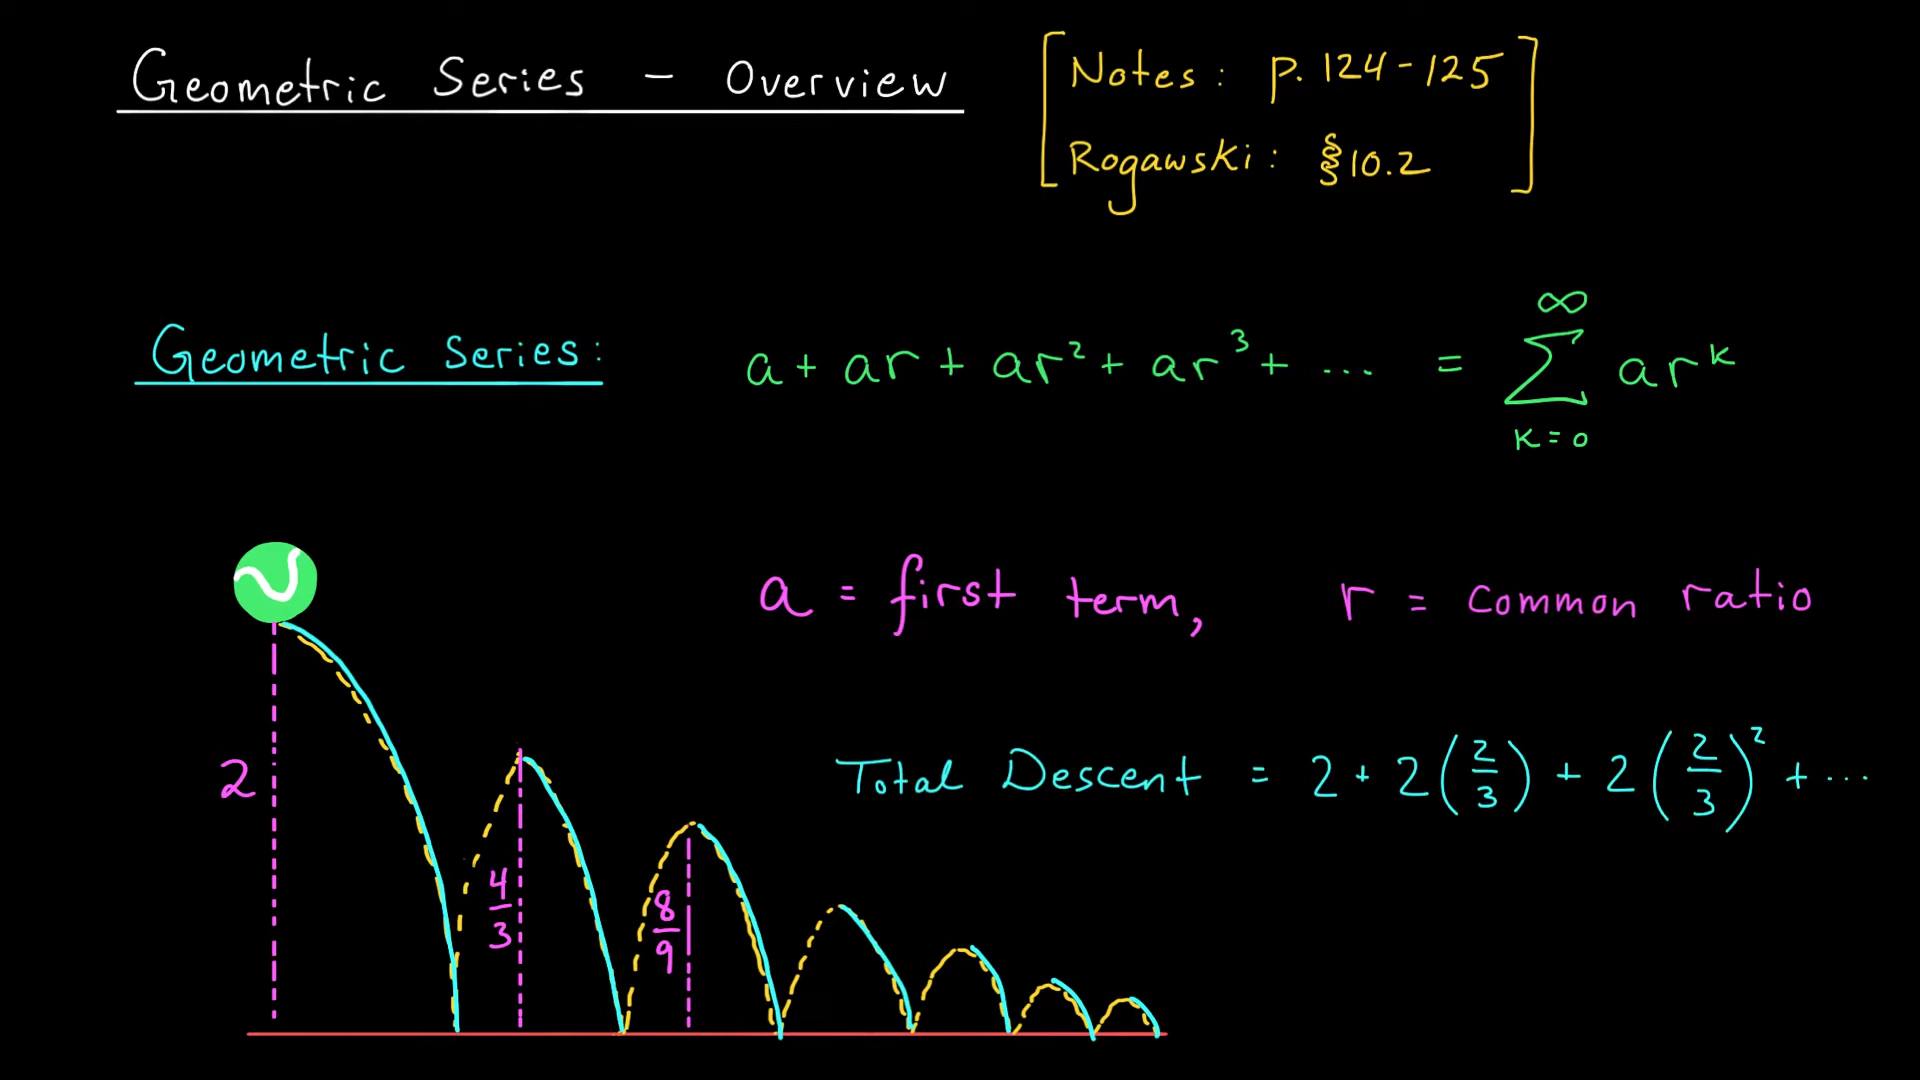 Geometric Series - Overview
[Notes: p. 124-125
Rogawski: §10.2]
Geometric Series: a + ar + ar² + ar³ + ... = ∑_{k=0}^{∞} ar^k
a = first term, r = common ratio
Total Descent = 2 + 2(2/3) + 2(2/3)² + ...
2
4/3
8/9